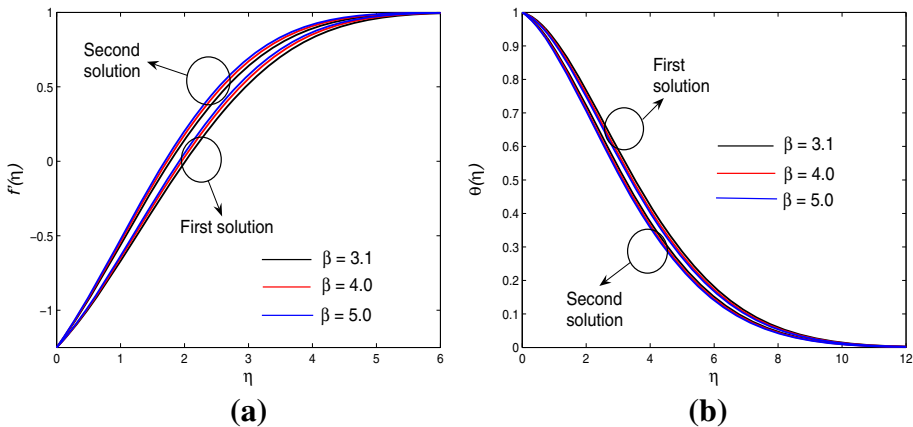 1
0.5
0
−0.5
−1
f'(η)
Second
solution
First solution
β = 3.1
β = 4.0
β = 5.0
0 1 2 3 4 5 6
η
(a)
1
0.9
0.8
0.7
0.6
0.5
0.4
0.3
0.2
0.1
0
θ(η)
First
solution
β = 3.1
β = 4.0
β = 5.0
Second
solution
0 2 4 6 8 10 12
η
(b)